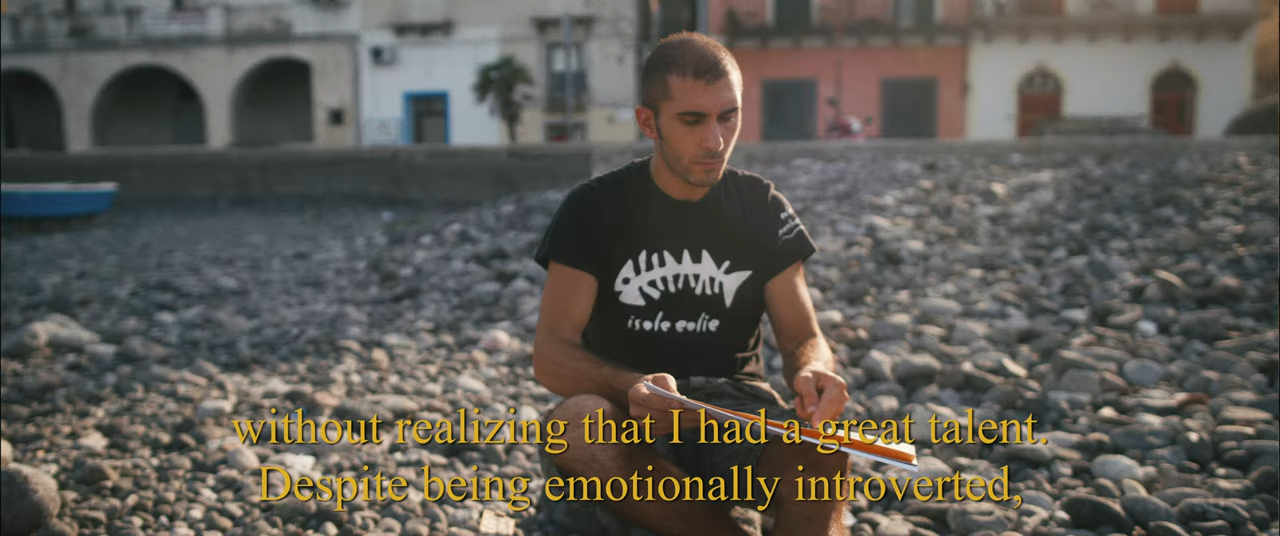 isole eolie
without realizing that I had a great talent.
Despite being emotionally introverted,